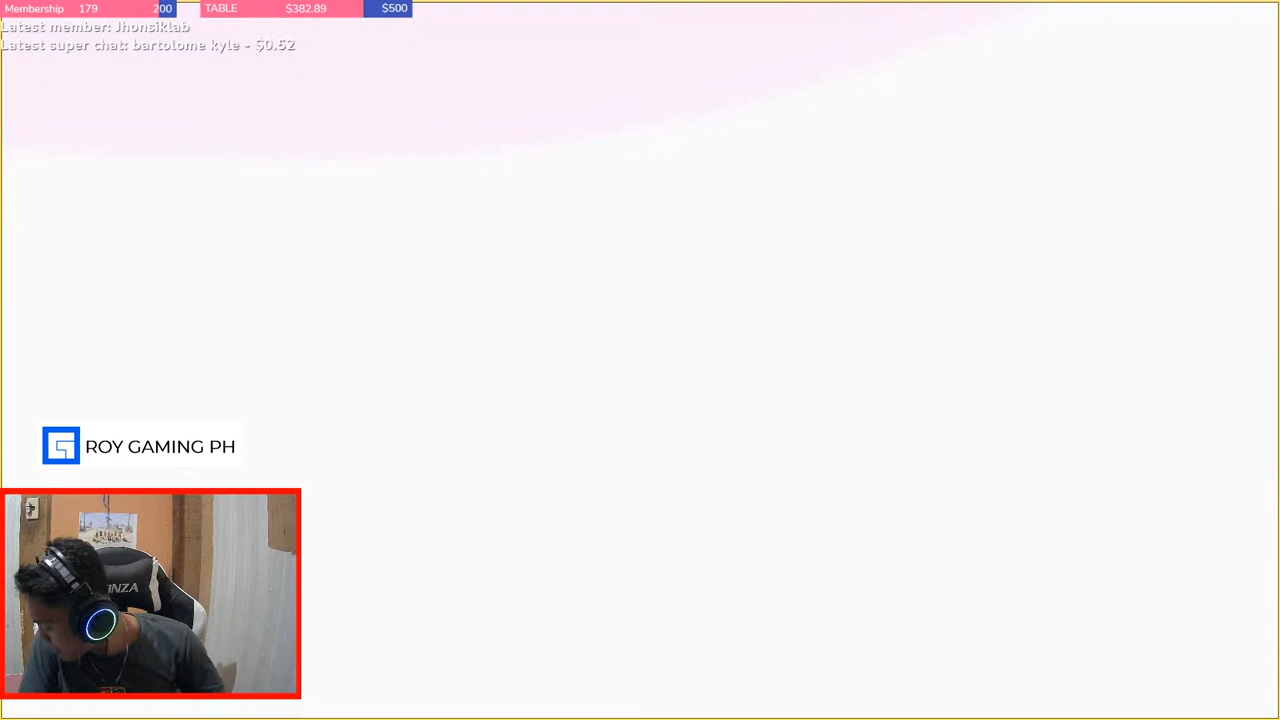 Membership 179 200 TABLE $382.89 $500
Latest member: Jhonsiklab
Latest super chat: bartolome kyle - $0.52
ROY GAMING PH
INZA